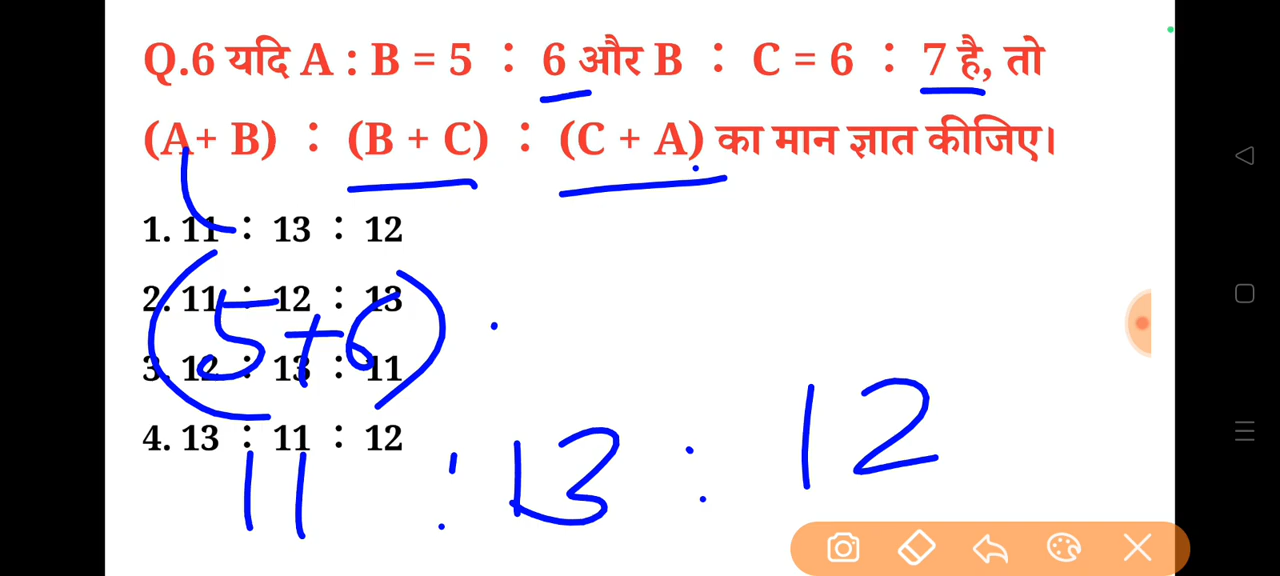 Q.6 यदि A : B = 5 : 6 और B : C = 6 : 7 है, तो
(A+ B) : (B + C) : (C + A) का मान ज्ञात कीजिए।
1. 11 : 13 : 12
2. 11 : 12 : 13
(5+6)
3. 12 : 13 : 11
4. 13 : 11 : 12
11 : 13 : 12